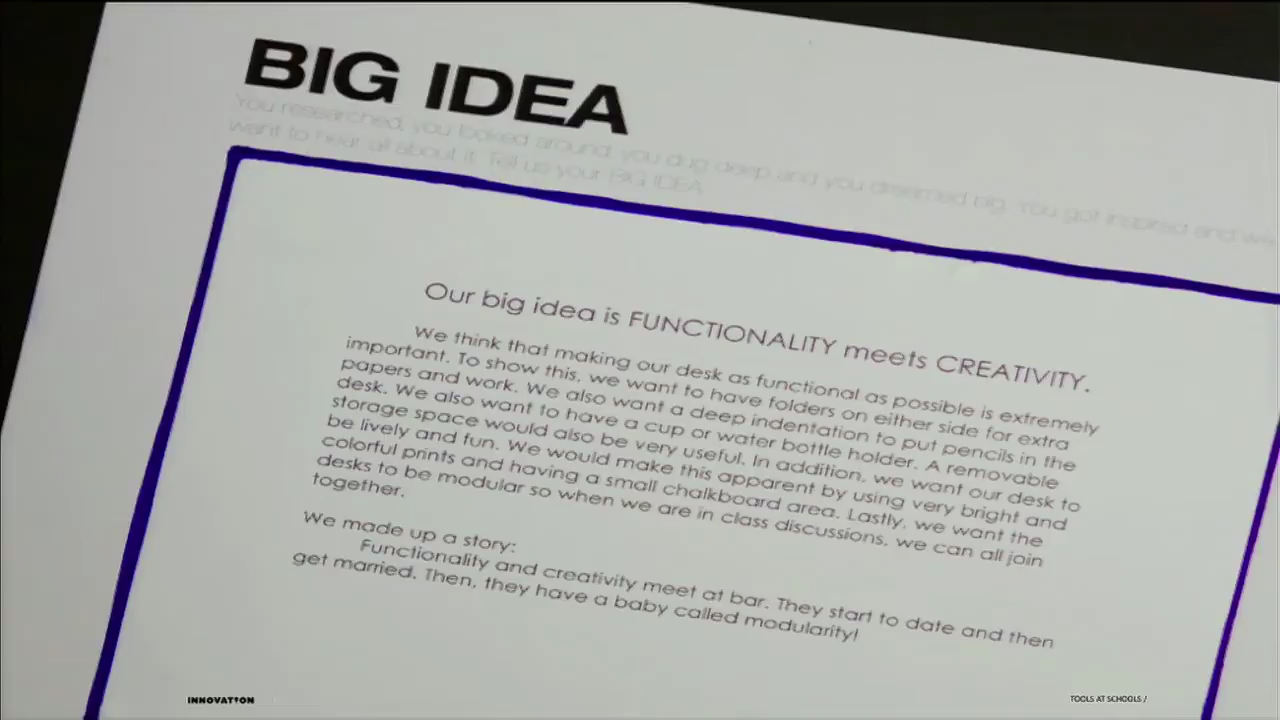 BIG IDEA
You researched, you looked around, you dug deep and you dreamed big. You got inspired and we
want to hear all about it. Tell us your BIG IDEA
Our big idea is FUNCTIONALITY meets CREATIVITY.
We think that making our desk as functional as possible is extremely
important. To show this, we want to have folders on either side for extra
papers and work. We also want a deep indentation to put pencils in the
desk. We also want to have a cup or water bottle holder. A removable
storage space would also be very useful. In addition, we want our desk to
be lively and fun. We would make this apparent by using very bright and
colorful prints and having a small chalkboard area. Lastly, we want the
desks to be modular so when we are in class discussions, we can all join
together.
We made up a story:
Functionality and creativity meet at bar. They start to date and then
get married. Then, they have a baby called modularity!
INNOVAT!ON
TOOLS AT SCHOOLS /